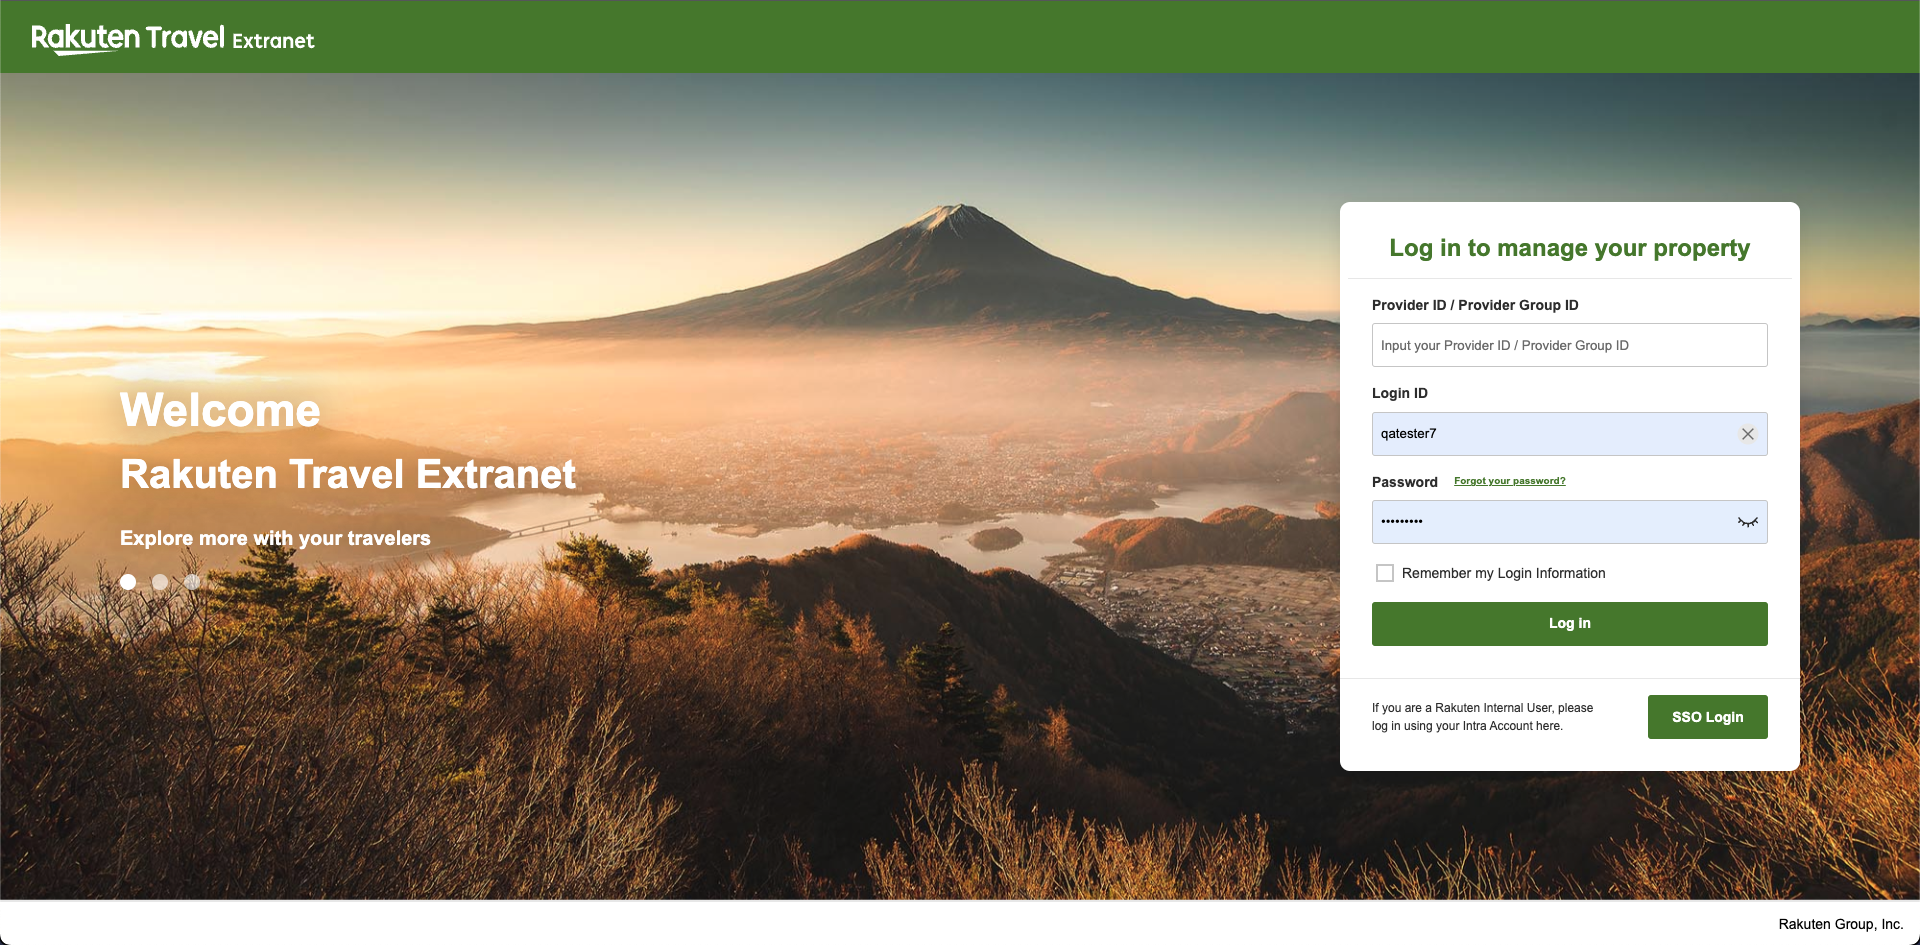 Rakuten Travel Extranet
Welcome
Rakuten Travel Extranet
Explore more with your travelers
Log in to manage your property
Provider ID / Provider Group ID
Input your Provider ID / Provider Group ID
Login ID
qatester7
Password Forgot your password?
•••••••••
Remember my Login Information
Log in
If you are a Rakuten Internal User, please
log in using your Intra Account here.
SSO Login
Rakuten Group, Inc.